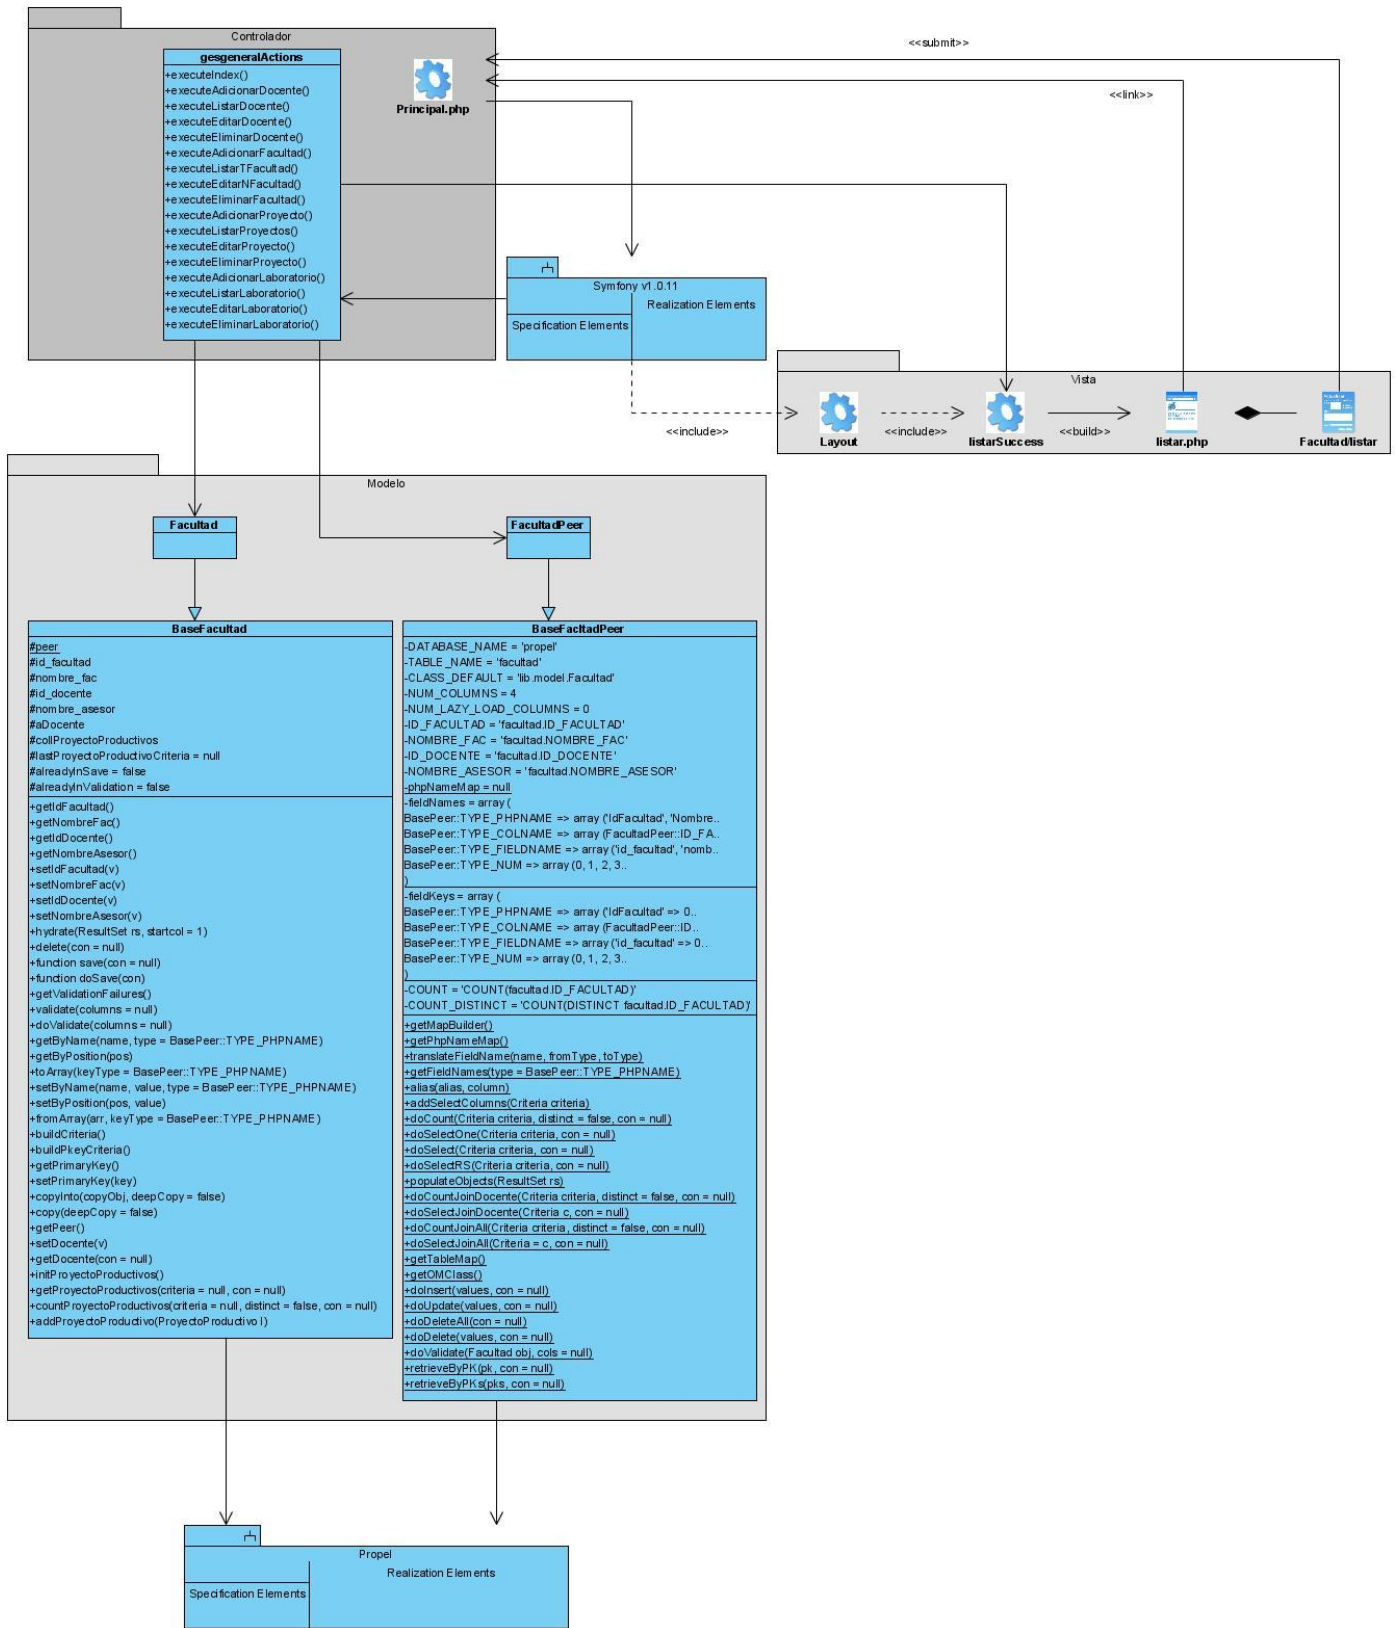 Controlador
gesgeneralActions
+executeIndex()
+executeAdicionarDocente()
+executeListarDocente()
+executeEditarDocente()
+executeEliminarDocente()
+executeAdicionarFacultad()
+executeListarTFacultad()
+executeEditarNFacultad()
+executeEliminarFacultad()
+executeAdicionarProyecto()
+executeListarProyectos()
+executeEditarProyecto()
+executeEliminarProyecto()
+executeAdicionarLaboratorio()
+executeListarLaboratorio()
+executeEditarLaboratorio()
+executeEliminarLaboratorio()
Principal.php
<<submit>>
<<link>>
Symfony v1.0.11
Realization Elements
Specification Elements
Vista
<<include>>
Layout
<<include>>
listarSuccess
<<build>>
listar.php
Facultad/listar
Modelo
Facultad
FacultadPeer
BaseFacultad
#peer
#id_facultad
#nombre_fac
#id_docente
#nombre_asesor
#aDocente
#collProyectoProductivos
#lastProyectoProductivoCriteria = null
#alreadyInSave = false
#alreadyInValidation = false
+getIdFacultad()
+getNombreFac()
+getIdDocente()
+getNombreAsesor()
+setIdFacultad(v)
+setNombreFac(v)
+setIdDocente(v)
+setNombreAsesor(v)
+hydrate(ResultSet rs, startcol = 1)
+delete(con = null)
+function save(con = null)
+function doSave(con)
+getValidationFailures()
+validate(columns = null)
+doValidate(columns = null)
+getByName(name, type = BasePeer::TYPE_PHPNAME)
+getByPosition(pos)
+toArray(keyType = BasePeer::TYPE_PHPNAME)
+setByName(name, value, type = BasePeer::TYPE_PHPNAME)
+setByPosition(pos, value)
+fromArray(arr, keyType = BasePeer::TYPE_PHPNAME)
+buildCriteria()
+buildPkeyCriteria()
+getPrimaryKey()
+setPrimaryKey(key)
+copyInto(copyObj, deepCopy = false)
+copy(deepCopy = false)
+getPeer()
+setDocente(v)
+getDocente(con = null)
+initProyectoProductivos()
+getProyectoProductivos(criteria = null, con = null)
+countProyectoProductivos(criteria = null, distinct = false, con = null)
+addProyectoProductivo(ProyectoProductivo l)
BaseFacltadPeer
-DATABASE_NAME = 'propel'
-TABLE_NAME = 'facultad'
-CLASS_DEFAULT = 'lib.model.Facultad'
-NUM_COLUMNS = 4
-NUM_LAZY_LOAD_COLUMNS = 0
-ID_FACULTAD = 'facultad.ID_FACULTAD'
-NOMBRE_FAC = 'facultad.NOMBRE_FAC'
-ID_DOCENTE = 'facultad.ID_DOCENTE'
-NOMBRE_ASESOR = 'facultad.NOMBRE_ASESOR'
-phpNameMap = null
-fieldNames = array (
BasePeer::TYPE_PHPNAME => array ('IdFacultad', 'Nombre..
BasePeer::TYPE_COLNAME => array (FacultadPeer::ID_FA..
BasePeer::TYPE_FIELDNAME => array ('id_facultad', 'nomb..
BasePeer::TYPE_NUM => array (0, 1, 2, 3..
)
-fieldKeys = array (
BasePeer::TYPE_PHPNAME => array ('IdFacultad' => 0..
BasePeer::TYPE_COLNAME => array (FacultadPeer::ID..
BasePeer::TYPE_FIELDNAME => array ('id_facultad' => 0..
BasePeer::TYPE_NUM => array (0, 1, 2, 3..
)
-COUNT = 'COUNT(facultad.ID_FACULTAD)'
-COUNT_DISTINCT = 'COUNT(DISTINCT facultad.ID_FACULTAD)'
+getMapBuilder()
+getPhpNameMap()
+translateFieldName(name, fromType, toType)
+getFieldNames(type = BasePeer::TYPE_PHPNAME)
+alias(alias, column)
+addSelectColumns(Criteria criteria)
+doCount(Criteria criteria, distinct = false, con = null)
+doSelectOne(Criteria criteria, con = null)
+doSelect(Criteria criteria, con = null)
+doSelectRS(Criteria criteria, con = null)
+populateObjects(ResultSet rs)
+doCountJoinDocente(Criteria criteria, distinct = false, con = null)
+doSelectJoinDocente(Criteria c, con = null)
+doCountJoinAll(Criteria criteria, distinct = false, con = null)
+doSelectJoinAll(Criteria = c, con = null)
+getTableMap()
+getOMClass()
+doInsert(values, con = null)
+doUpdate(values, con = null)
+doDeleteAll(con = null)
+doDelete(values, con = null)
+doValidate(Facultad obj, cols = null)
+retrieveByPK(pk, con = null)
+retrieveByPKs(pks, con = null)
Propel
Realization Elements
Specification Elements